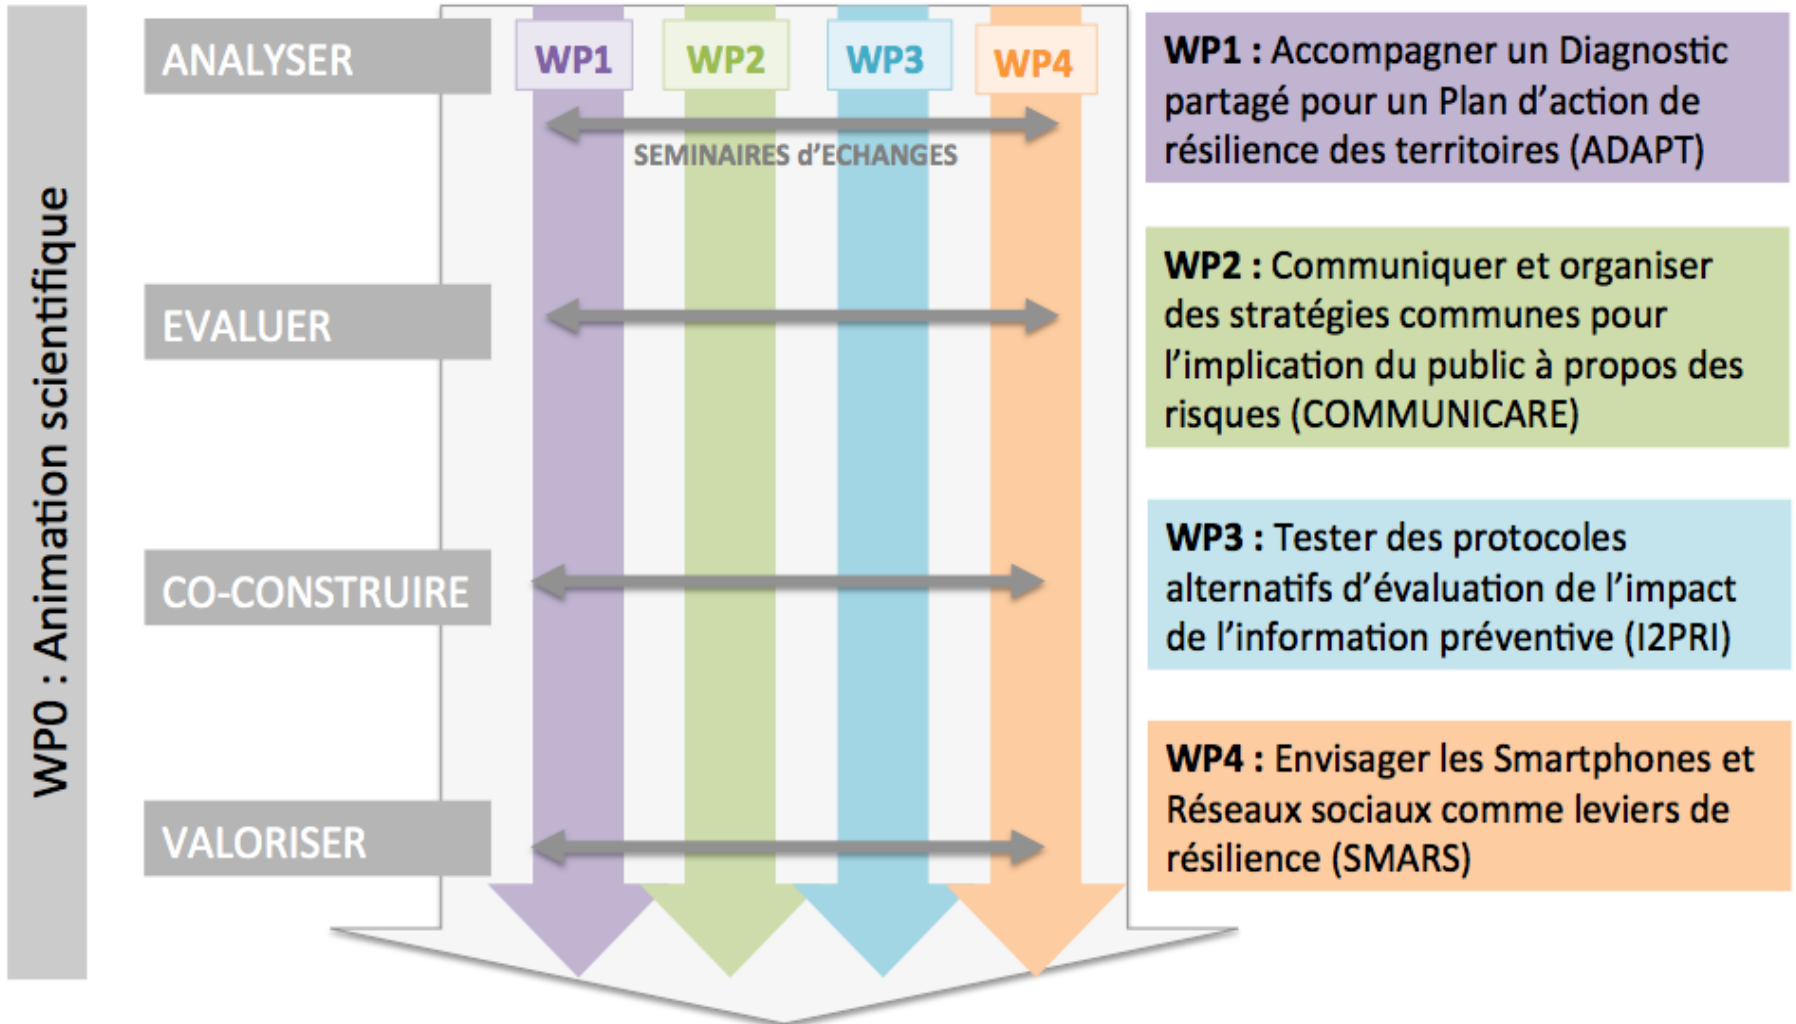 WP0 : Animation scientifique
ANALYSER
EVALUER
CO-CONSTRUIRE
VALORISER
WP1
WP2
WP3
WP4
SEMINAIRES d'ECHANGES
WP1 : Accompagner un Diagnostic
partagé pour un Plan d'action de
résilience des territoires (ADAPT)
WP2 : Communiquer et organiser
des stratégies communes pour
l'implication du public à propos des
risques (COMMUNICARE)
WP3 : Tester des protocoles
alternatifs d'évaluation de l'impact
de l'information préventive (I2PRI)
WP4 : Envisager les Smartphones et
Réseaux sociaux comme leviers de
résilience (SMARS)